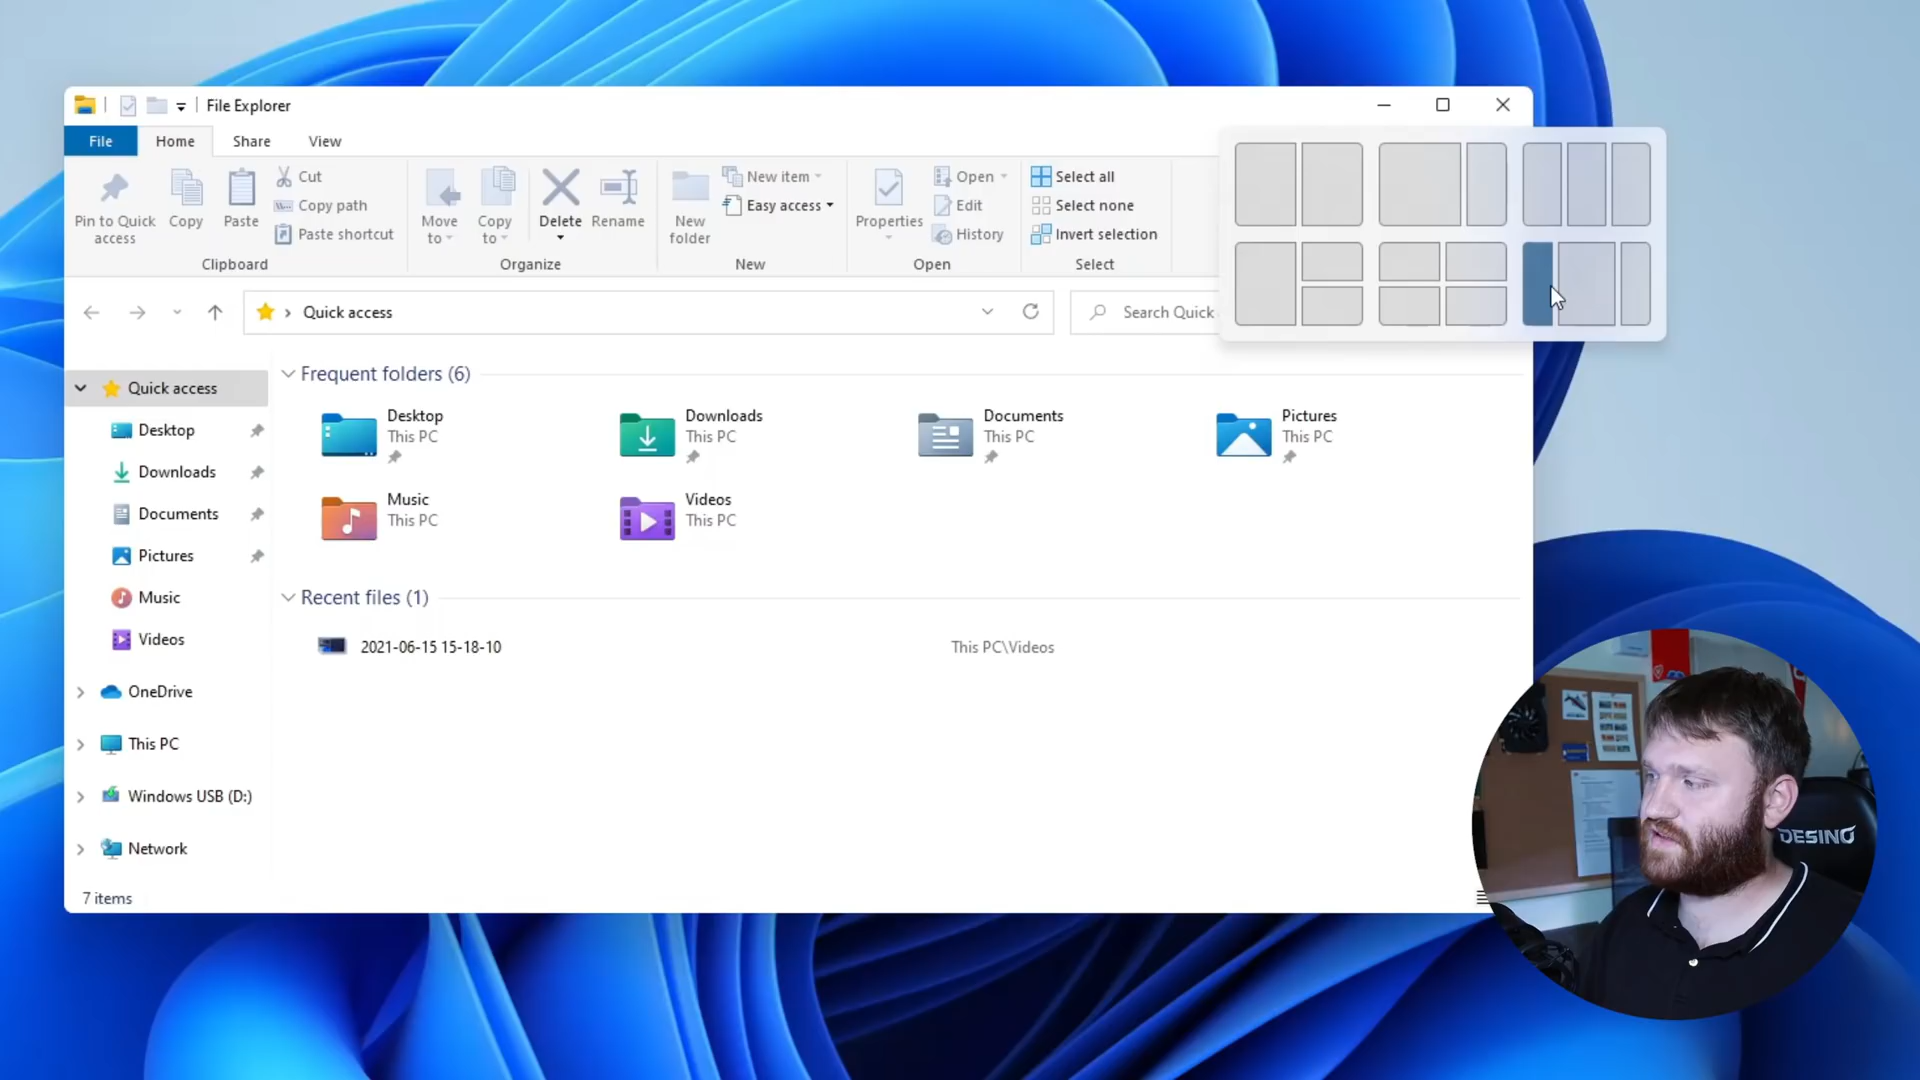 File Explorer
File Home Share View
Pin to Quick access
Copy
Paste
Cut
Copy path
Paste shortcut
Clipboard
Move to
Copy to
Delete
Rename
Organize
New folder
New item
Easy access
New
Properties
Open
Edit
History
Open
Select all
Select none
Invert selection
Select
Quick access
Search Quick
Quick access
Desktop
Downloads
Documents
Pictures
Music
Videos
OneDrive
This PC
Windows USB (D:)
Network
Frequent folders (6)
Desktop
This PC
Downloads
This PC
Documents
This PC
Pictures
This PC
Music
This PC
Videos
This PC
Recent files (1)
2021-06-15 15-18-10 This PC\Videos
7 items
DESINO